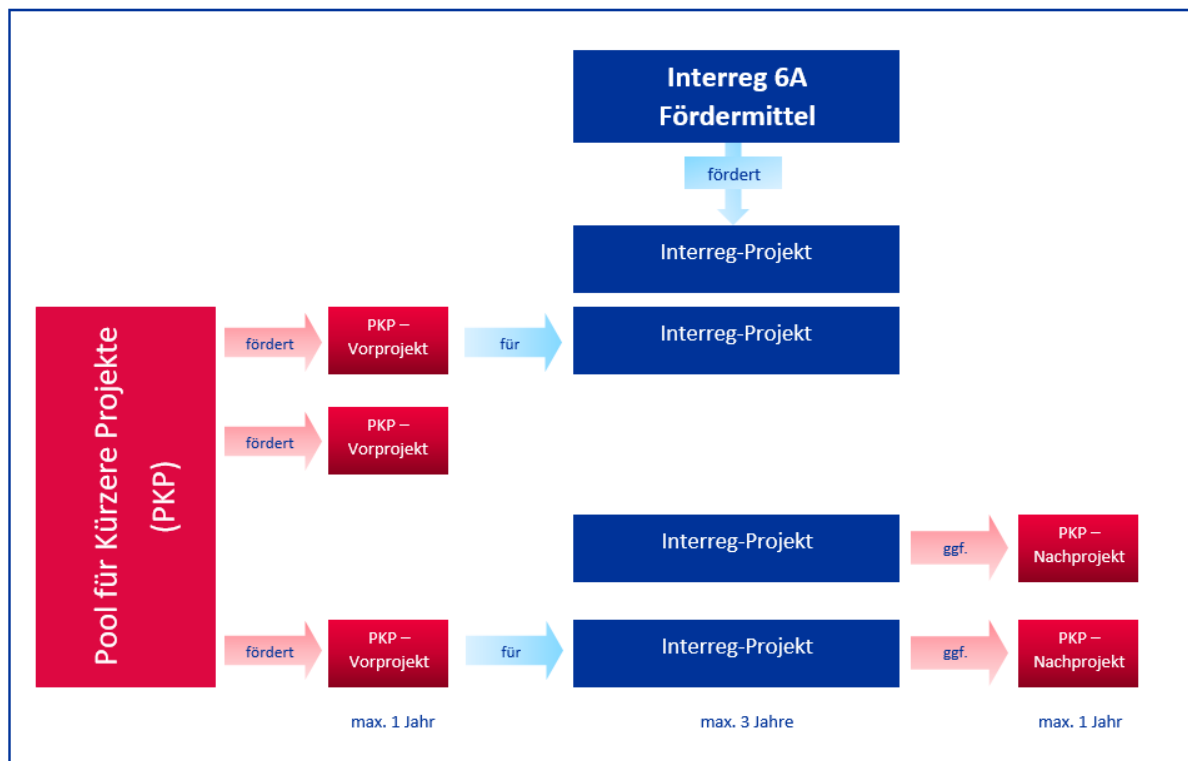 Interreg 6A
Fördermittel
fördert
Interreg-Projekt
Pool für Kürzere Projekte
(PKP)
fördert
PKP –
Vorprojekt
für
Interreg-Projekt
fördert
PKP –
Vorprojekt
Interreg-Projekt
ggf.
PKP –
Nachprojekt
fördert
PKP –
Vorprojekt
für
Interreg-Projekt
ggf.
PKP –
Nachprojekt
max. 1 Jahr
max. 3 Jahre
max. 1 Jahr